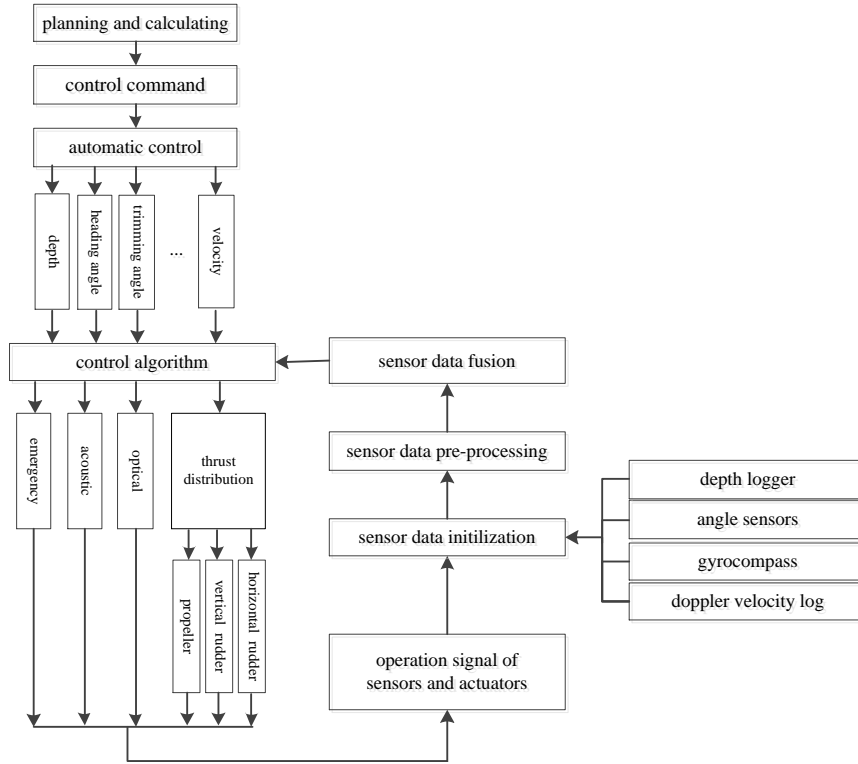 planning and calculating
control command
automatic control
depth
heading angle
trimming angle
...
velocity
control algorithm
sensor data fusion
emergency
acoustic
optical
thrust
distribution
sensor data pre-processing
depth logger
angle sensors
sensor data initilization
gyrocompass
doppler velocity log
propeller
vertical rudder
horizontal rudder
operation signal of
sensors and actuators